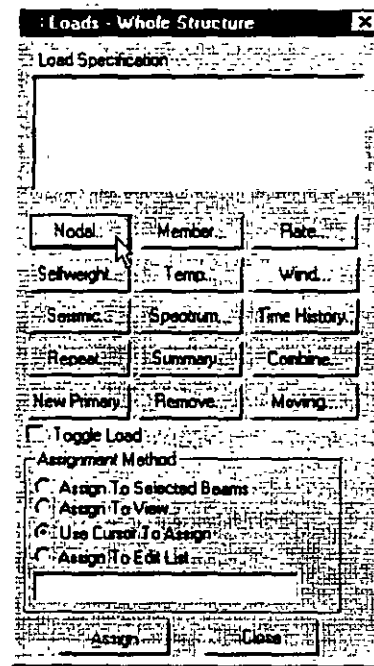 : Loads - Whole Structure
Load Specification
Nodal... Member... Plate...
Selfweight... Temp... Wind...
Seismic... Spectrum... Time History...
Repeat... Summary... Combine...
New Primary... Remove... Moving...
Toggle Load
Assignment Method
Assign To Selected Beams
Assign To View
Use Cursor To Assign
Assign To Edit List
Assign Close